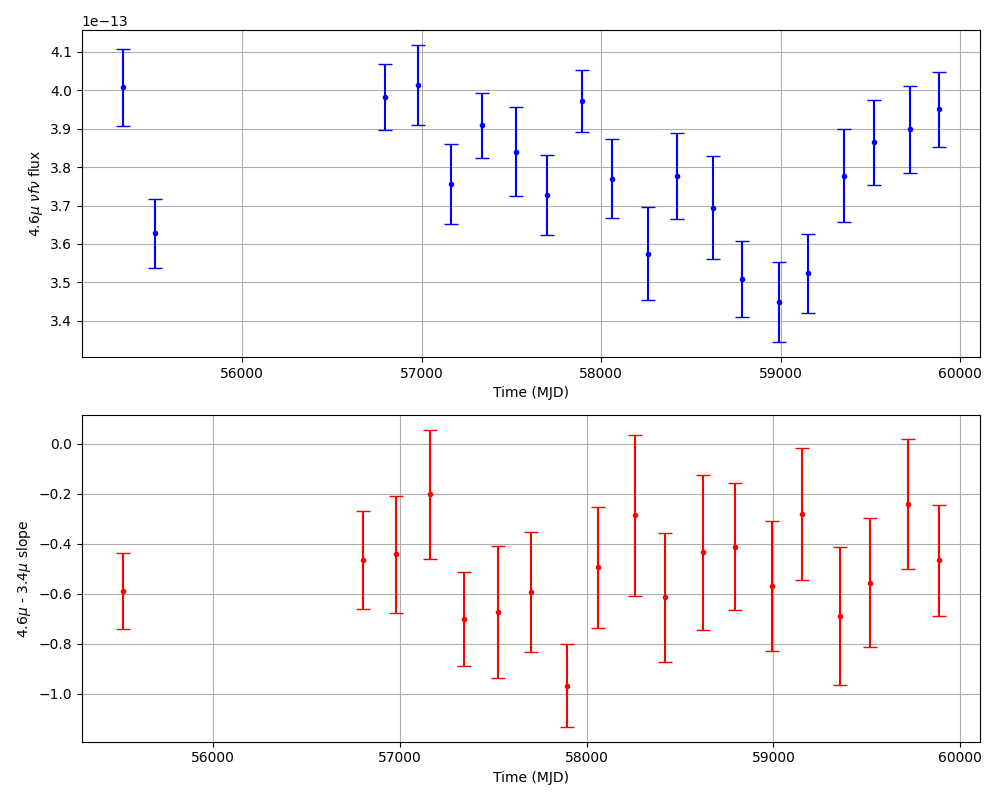 1e−13
4.1
4.0
3.9
3.8
3.7
3.6
3.5
3.4
4.6μ νfν flux
56000 57000 58000 59000 60000
Time (MJD)
0.0
−0.2
−0.4
−0.6
−0.8
−1.0
4.6μ - 3.4μ slope
56000 57000 58000 59000 60000
Time (MJD)